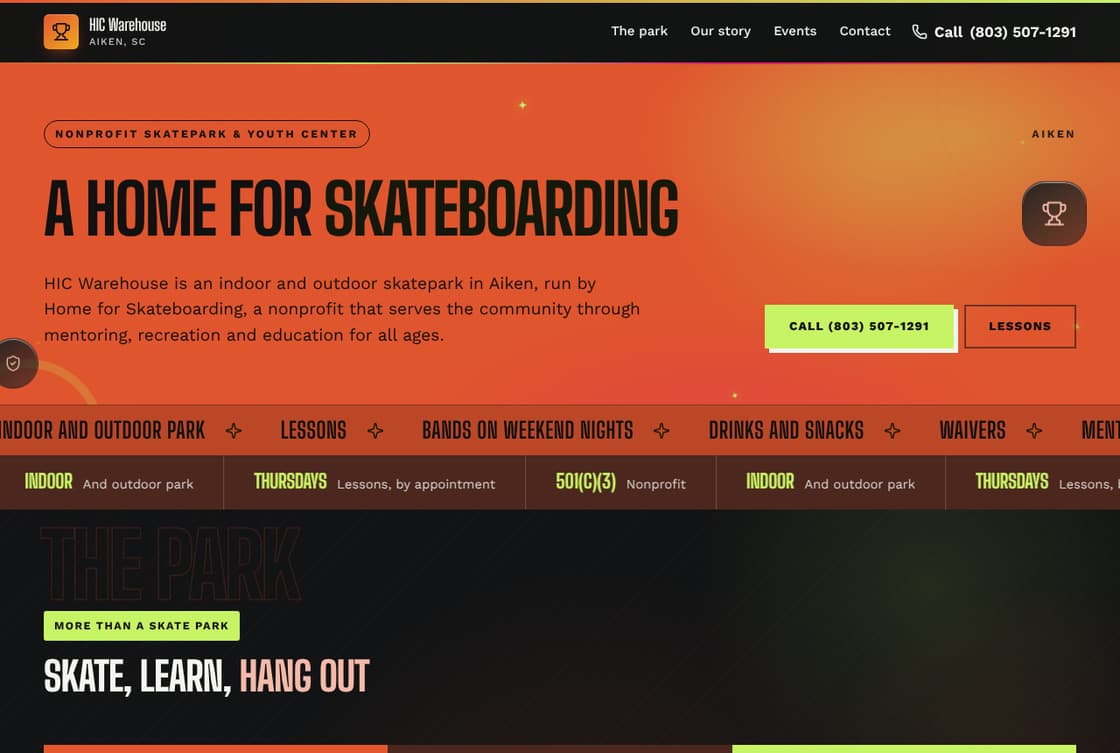 HIC Warehouse
AIKEN, SC
The park Our story Events Contact Call (803) 507-1291
NONPROFIT SKATEPARK & YOUTH CENTER
AIKEN
A HOME FOR SKATEBOARDING
HIC Warehouse is an indoor and outdoor skatepark in Aiken, run by
Home for Skateboarding, a nonprofit that serves the community through
mentoring, recreation and education for all ages.
CALL (803) 507-1291 LESSONS
INDOOR AND OUTDOOR PARK LESSONS BANDS ON WEEKEND NIGHTS DRINKS AND SNACKS WAIVERS MENT
INDOOR And outdoor park THURSDAYS Lessons, by appointment 501(C)(3) Nonprofit INDOOR And outdoor park THURSDAYS Lessons,
THE PARK
MORE THAN A SKATE PARK
SKATE, LEARN, HANG OUT